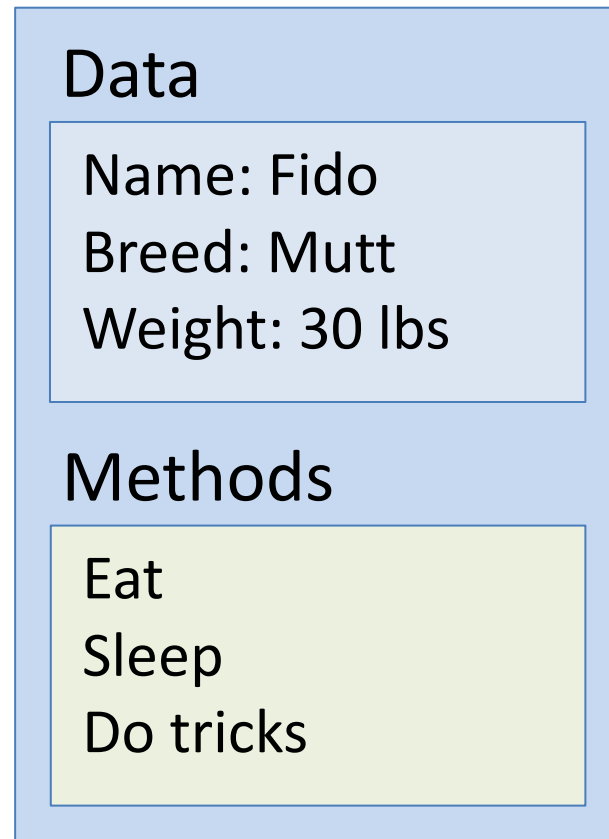 Data
Name: Fido
Breed: Mutt
Weight: 30 lbs
Methods
Eat
Sleep
Do tricks